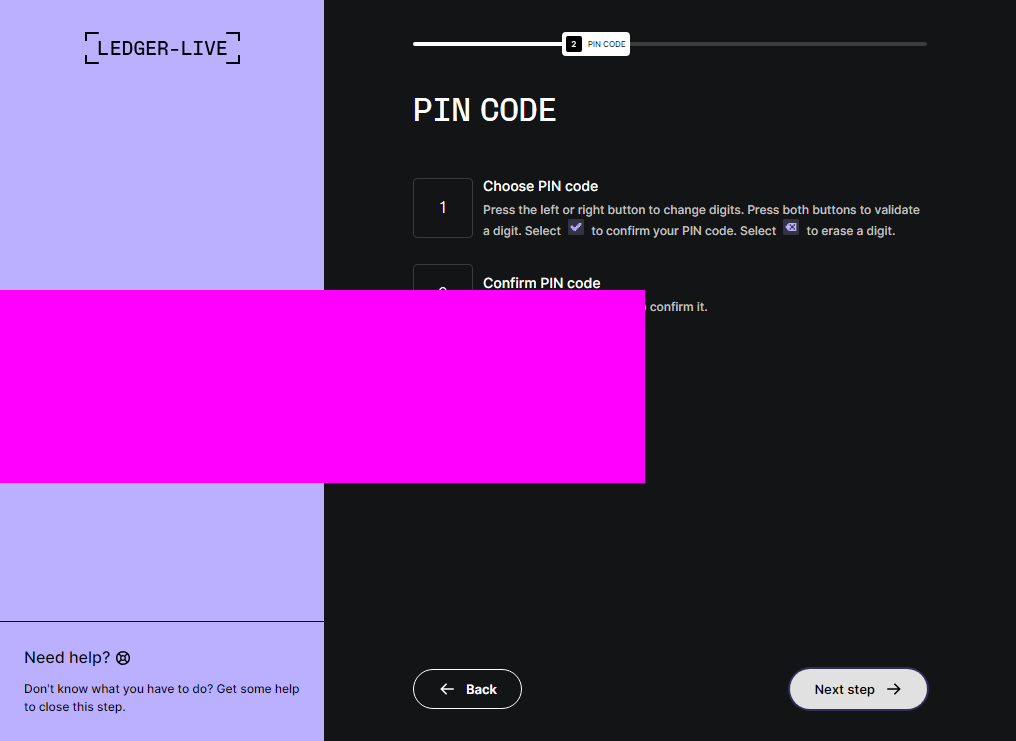 LEDGER-LIVE
2 PIN CODE
PIN CODE
1
Choose PIN code
Press the left or right button to change digits. Press both buttons to validate
a digit. Select to confirm your PIN code. Select to erase a digit.
Confirm PIN code
confirm it.
Need help?
Don't know what you have to do? Get some help
to close this step.
Back
Next step